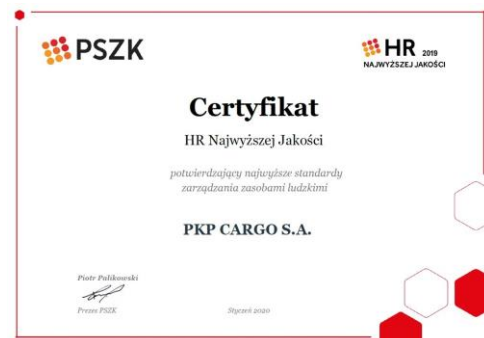 PSZK
HR 2019
NAJWYŻSZEJ JAKOŚCI
Certyfikat
HR Najwyższej Jakości
potwierdzający najwyższe standardy
zarządzania zasobami ludzkimi
PKP CARGO S.A.
Piotr Palikowski
Prezes PSZK
Styczeń 2020